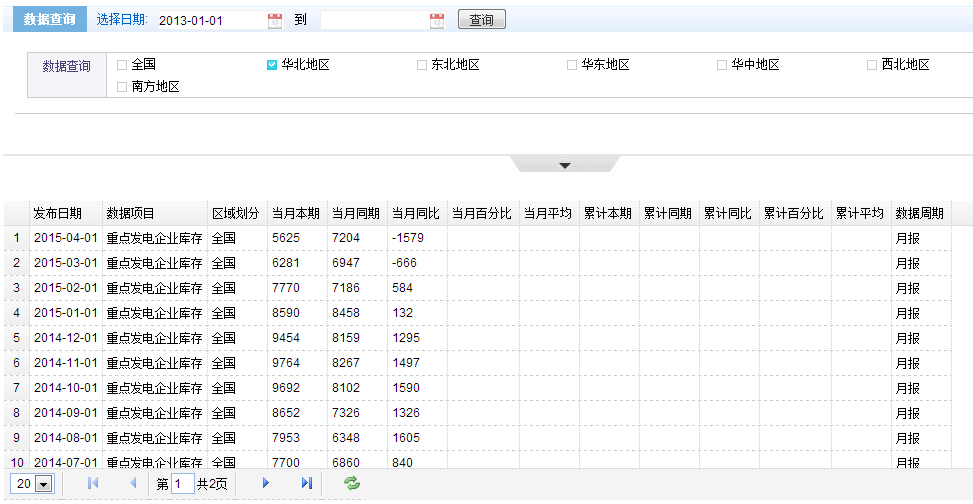 数据查询 选择日期: 2013-01-01 到 查询
数据查询 全国 华北地区 东北地区 华东地区 华中地区 西北地区
南方地区
发布日期 数据项目 区域划分 当月本期 当月同期 当月同比 当月百分比 当月平均 累计本期 累计同期 累计同比 累计百分比 累计平均 数据周期
1 2015-04-01 重点发电企业库存 全国 5625 7204 -1579 月报
2 2015-03-01 重点发电企业库存 全国 6281 6947 -666 月报
3 2015-02-01 重点发电企业库存 全国 7770 7186 584 月报
4 2015-01-01 重点发电企业库存 全国 8590 8458 132 月报
5 2014-12-01 重点发电企业库存 全国 9454 8159 1295 月报
6 2014-11-01 重点发电企业库存 全国 9764 8267 1497 月报
7 2014-10-01 重点发电企业库存 全国 9692 8102 1590 月报
8 2014-09-01 重点发电企业库存 全国 8652 7326 1326 月报
9 2014-08-01 重点发电企业库存 全国 7953 6348 1605 月报
10 2014-07-01 重点发电企业库存 全国 7700 6860 840 月报
20 第 1 共2页